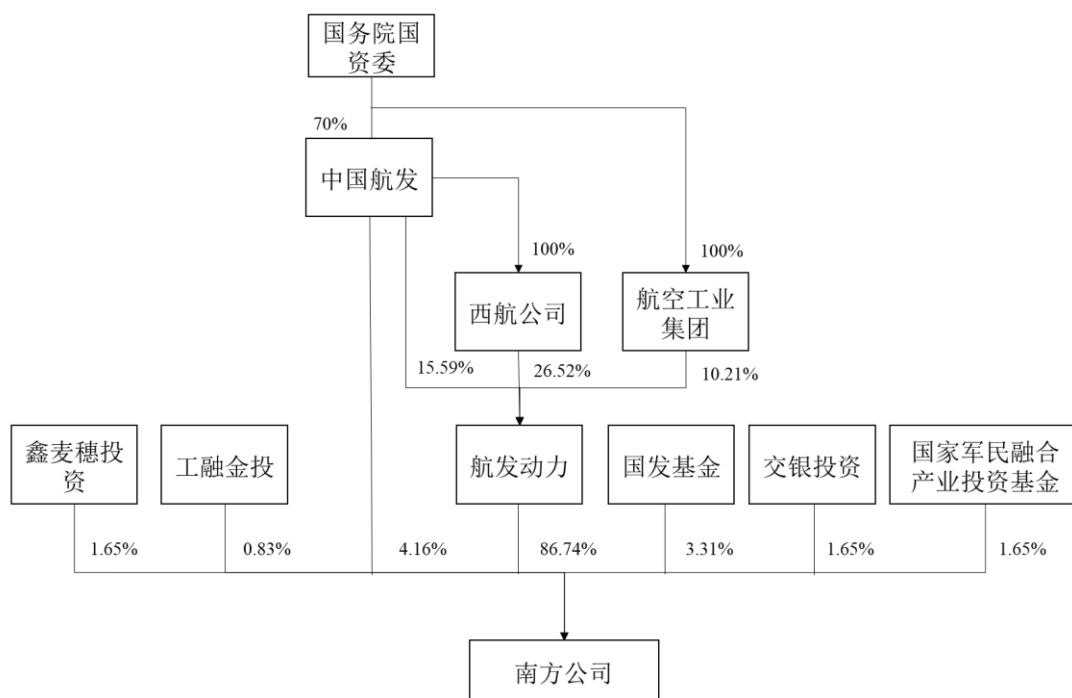 国务院国
资委
70%
中国航发
100%
100%
西航公司
航空工业
集团
15.59%
26.52%
10.21%
鑫麦穗投
资
工融金投
航发动力
国发基金
交银投资
国家军民融合
产业投资基金
1.65%
0.83%
4.16%
86.74%
3.31%
1.65%
1.65%
南方公司